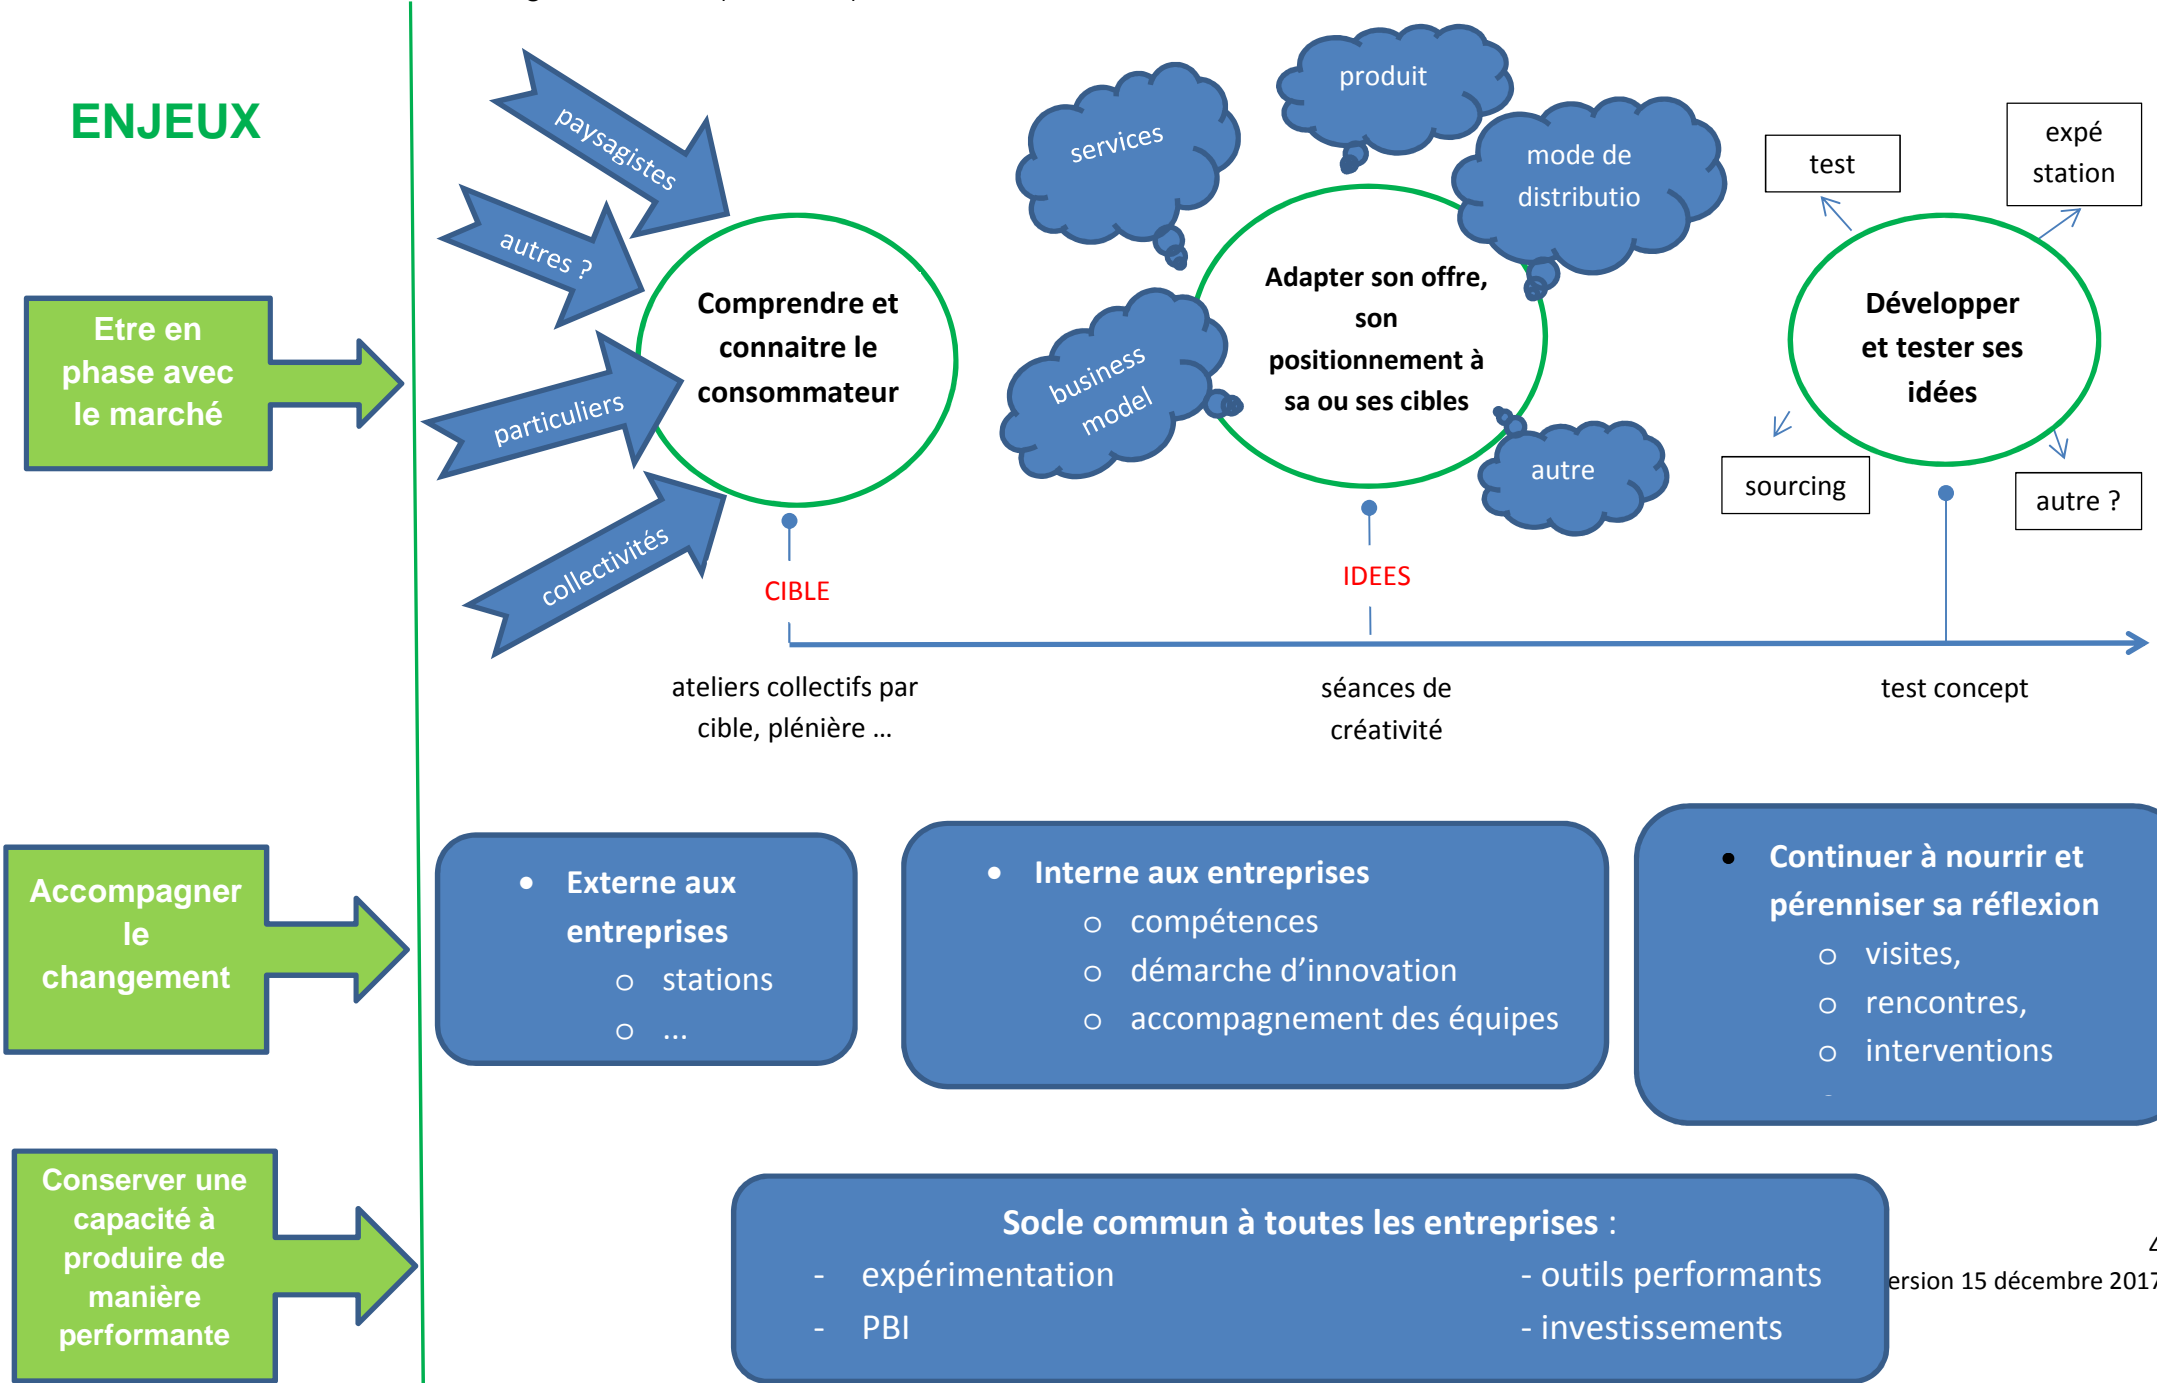 ENJEUX
Etre en
phase avec
le marché
paysagistes
autres ?
particuliers
collectivités
Comprendre et
connaitre le
consommateur
services
produit
mode de
distributio
business
model
autre
Adapter son offre,
son
positionnement à
sa ou ses cibles
test
expé
station
Développer
et tester ses
idées
sourcing
autre ?
CIBLE
IDEES
ateliers collectifs par
cible, plénière ...
séances de
créativité
test concept
Accompagner
le
changement
• Externe aux
entreprises
o stations
o ...
• Interne aux entreprises
o compétences
o démarche d’innovation
o accompagnement des équipes
• Continuer à nourrir et
pérenniser sa réflexion
o visites,
o rencontres,
o interventions
Conserver une
capacité à
produire de
manière
performante
Socle commun à toutes les entreprises :
- expérimentation
- PBI
- outils performants
- investissements
4
ersion 15 décembre 2017